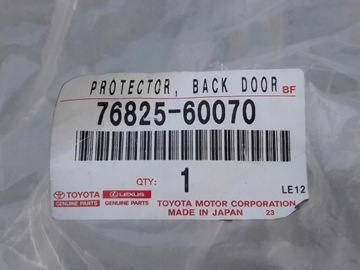 PROTECTOR, BACK DOOR BF
76825-60070
QTY: 1
LE12
TOYOTA LEXUS TOYOTA MOTOR CORPORATION
GENUINE PARTS GENUINE PARTS MADE IN JAPAN 23